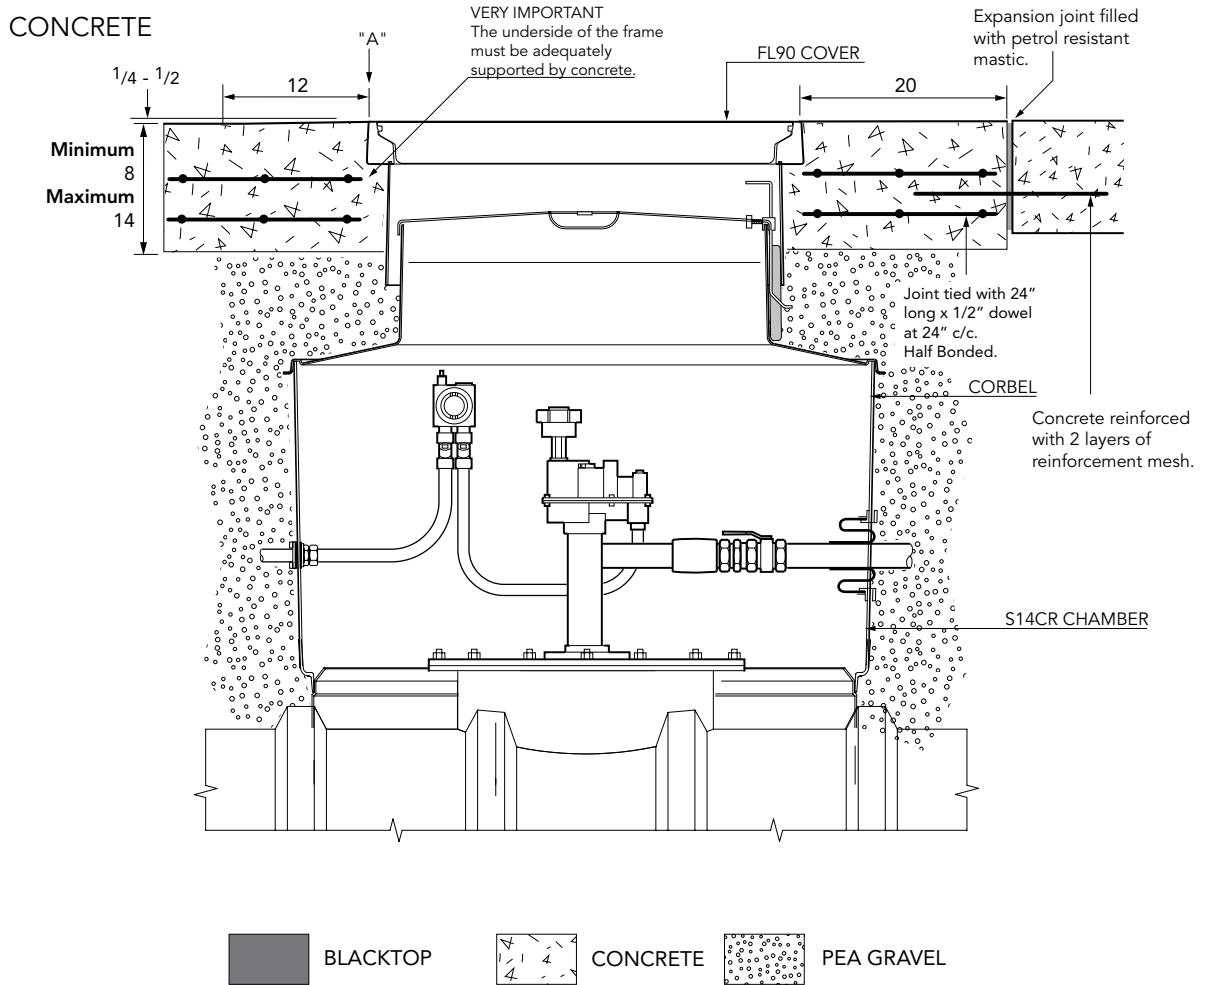 CONCRETE
"A"
VERY IMPORTANT
The underside of the frame
must be adequately
supported by concrete.
FL90 COVER
Expansion joint filled
with petrol resistant
mastic.
1/4 - 1/2
12
20
Minimum
8
Maximum
14
Joint tied with 24"
long x 1/2" dowel
at 24" c/c.
Half Bonded.
CORBEL
Concrete reinforced
with 2 layers of
reinforcement mesh.
S14CR CHAMBER
BLACKTOP
CONCRETE
PEA GRAVEL